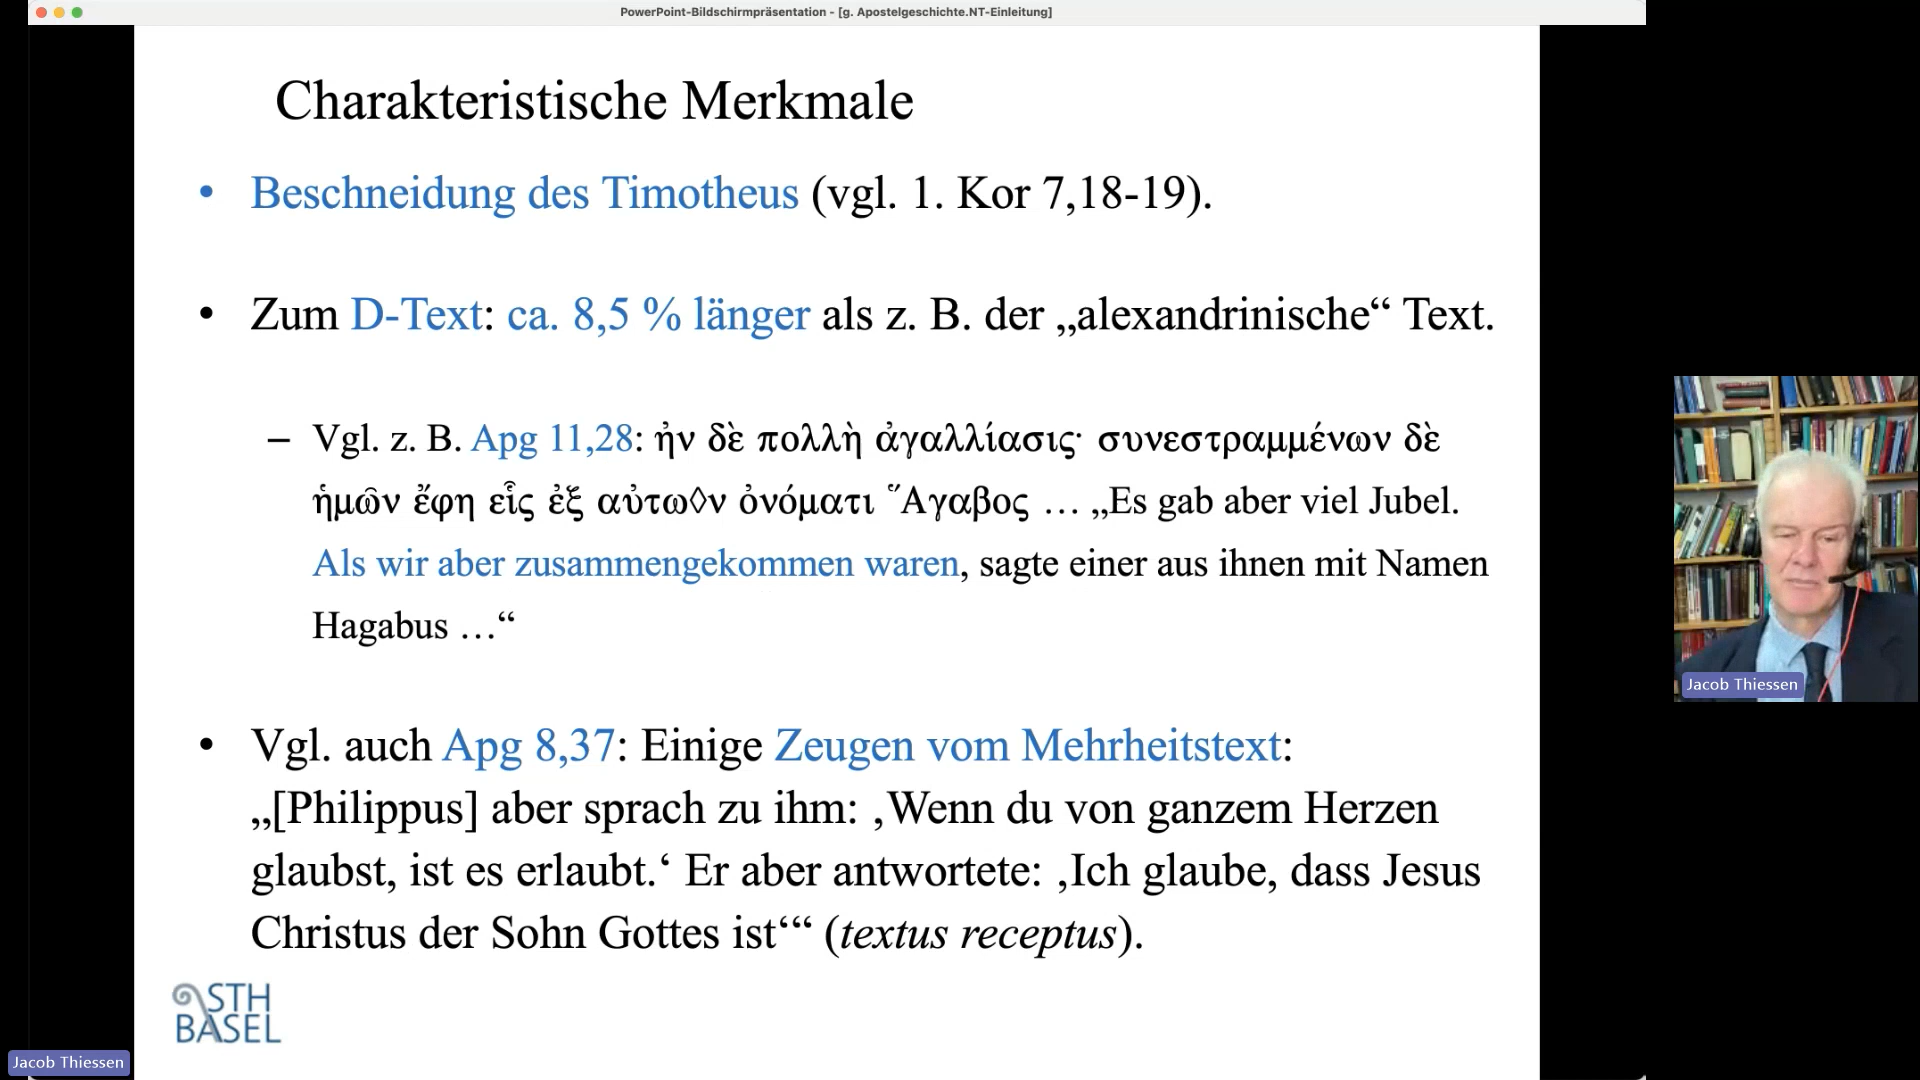 PowerPoint-Bildschirmpräsentation - [g. Apostelgeschichte.NT-Einleitung]
Charakteristische Merkmale
• Beschneidung des Timotheus (vgl. 1. Kor 7,18-19).
• Zum D-Text: ca. 8,5 % länger als z. B. der „alexandrinische“ Text.
– Vgl. z. B. Apg 11,28: ἠν δὲ πολλὴ ἀγαλλίασις· συνεστραμμένων δὲ
ἡμω̂ν ἔφη εἷς ἐξ αὐτω◊ν ὀνόματι ῞Αγαβος … „Es gab aber viel Jubel.
Als wir aber zusammengekommen waren, sagte einer aus ihnen mit Namen
Hagabus …“
• Vgl. auch Apg 8,37: Einige Zeugen vom Mehrheitstext:
„[Philippus] aber sprach zu ihm: ‚Wenn du von ganzem Herzen
glaubst, ist es erlaubt.‘ Er aber antwortete: ‚Ich glaube, dass Jesus
Christus der Sohn Gottes ist‘“ (textus receptus).
STH
BASEL
Jacob Thiessen
Jacob Thiessen